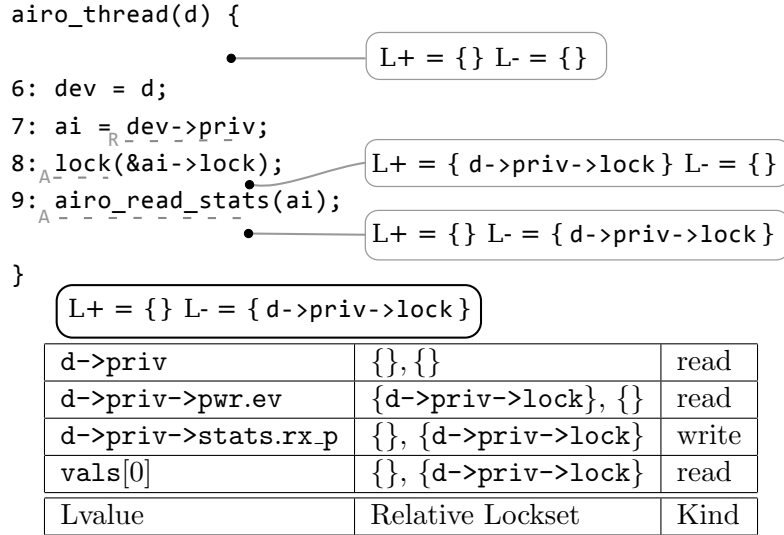 airo_thread(d) {
L+ = {} L- = {}
6: dev = d;
7: ai = dev->priv;
R
8: lock(&ai->lock);
A
L+ = { d->priv->lock } L- = {}
9: airo_read_stats(ai);
A
L+ = {} L- = { d->priv->lock }
}
L+ = {} L- = { d->priv->lock }
d->priv {}, {} read
d->priv->pwr.ev {d->priv->lock}, {} read
d->priv->stats.rx_p {}, {d->priv->lock} write
vals[0] {}, {d->priv->lock} read
Lvalue Relative Lockset Kind